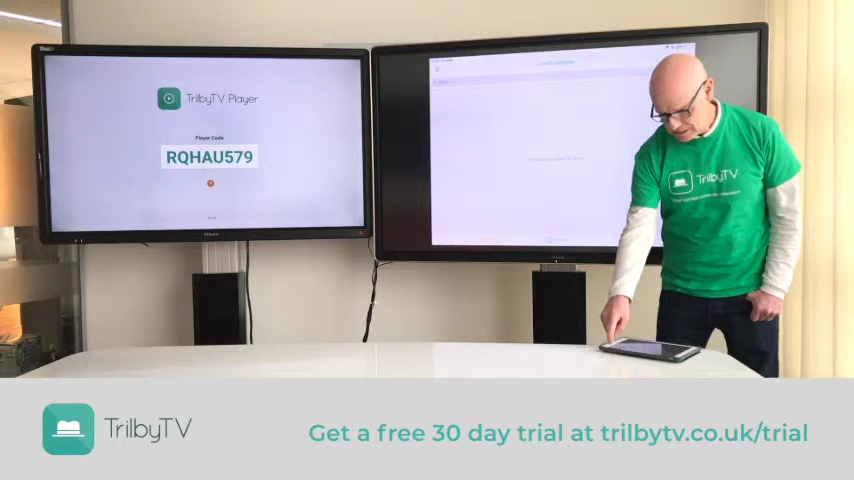 TrilbyTV Player
Player Code
RQHAU579
TrilbyTV
TrilbyTV
Get a free 30 day trial at trilbytv.co.uk/trial